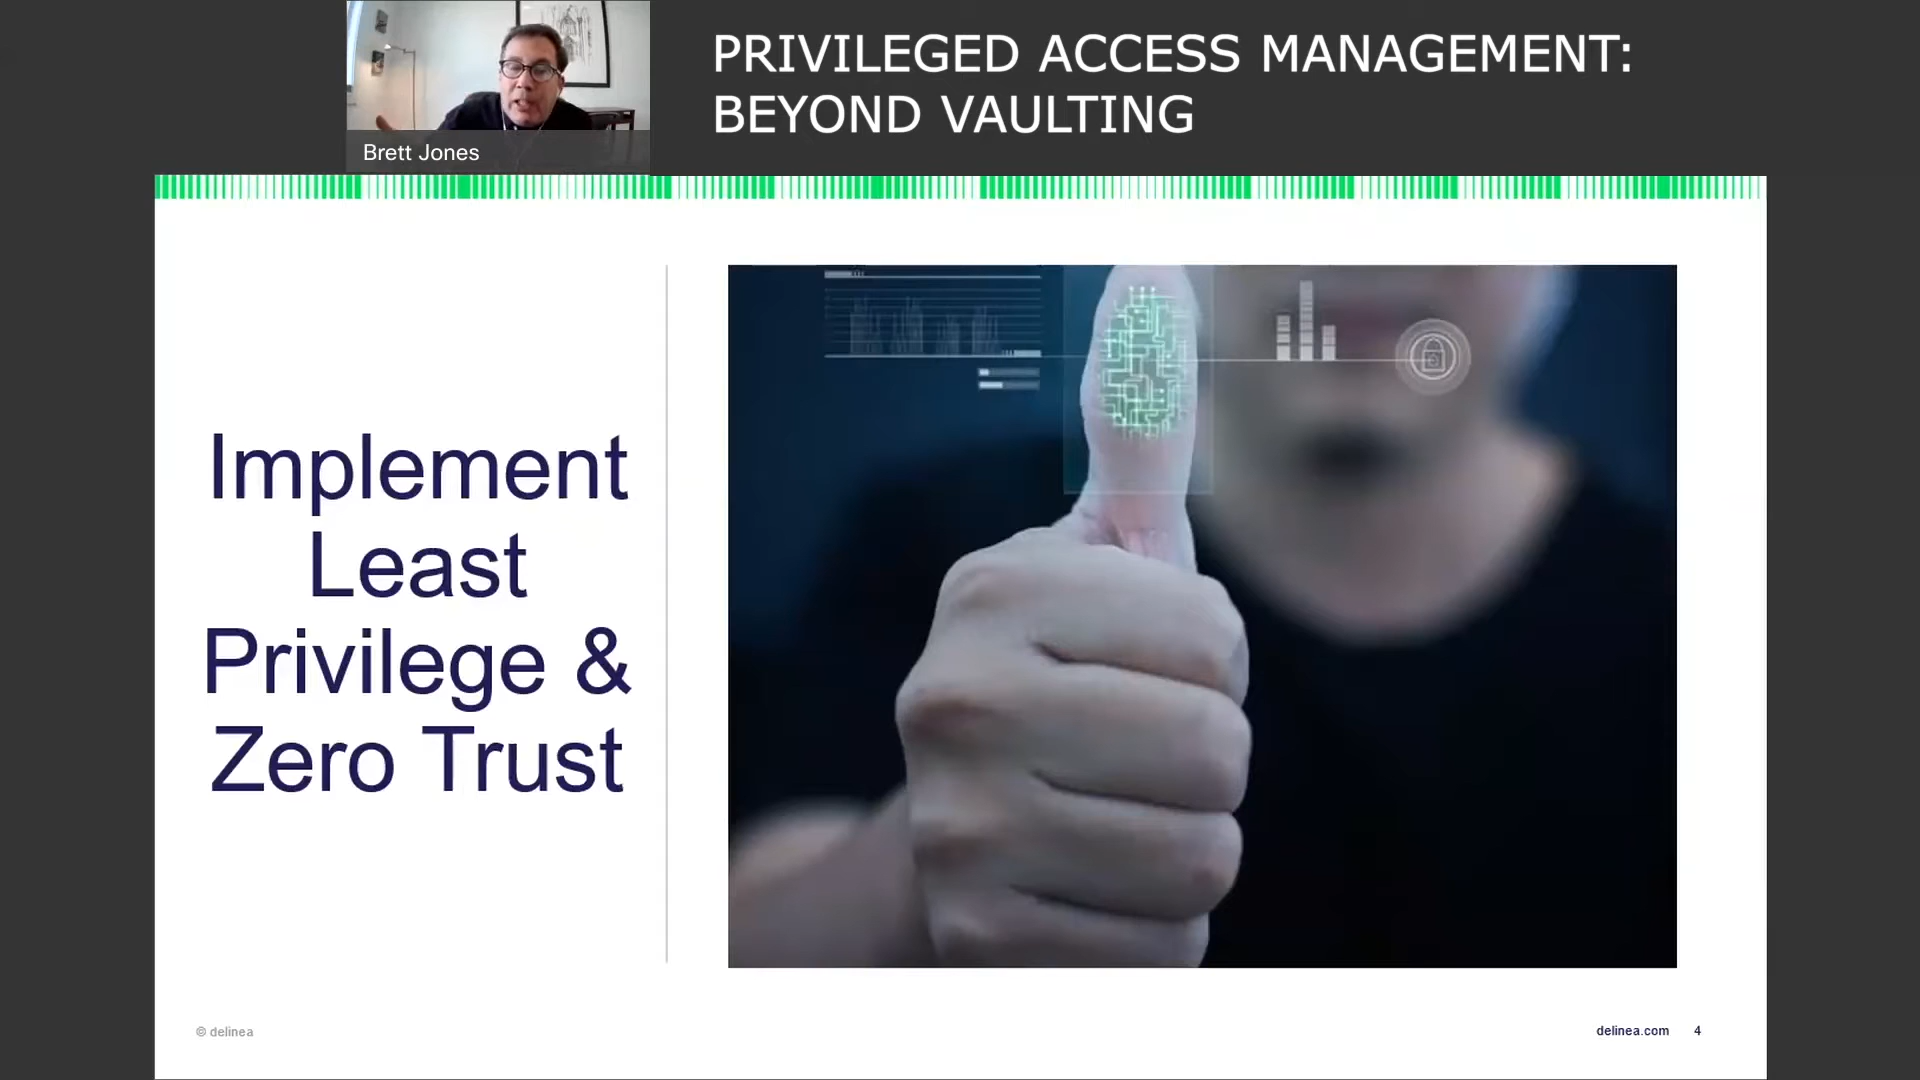 PRIVILEGED ACCESS MANAGEMENT:
BEYOND VAULTING
Brett Jones
Implement
Least
Privilege &
Zero Trust
© delinea
delinea.com 4